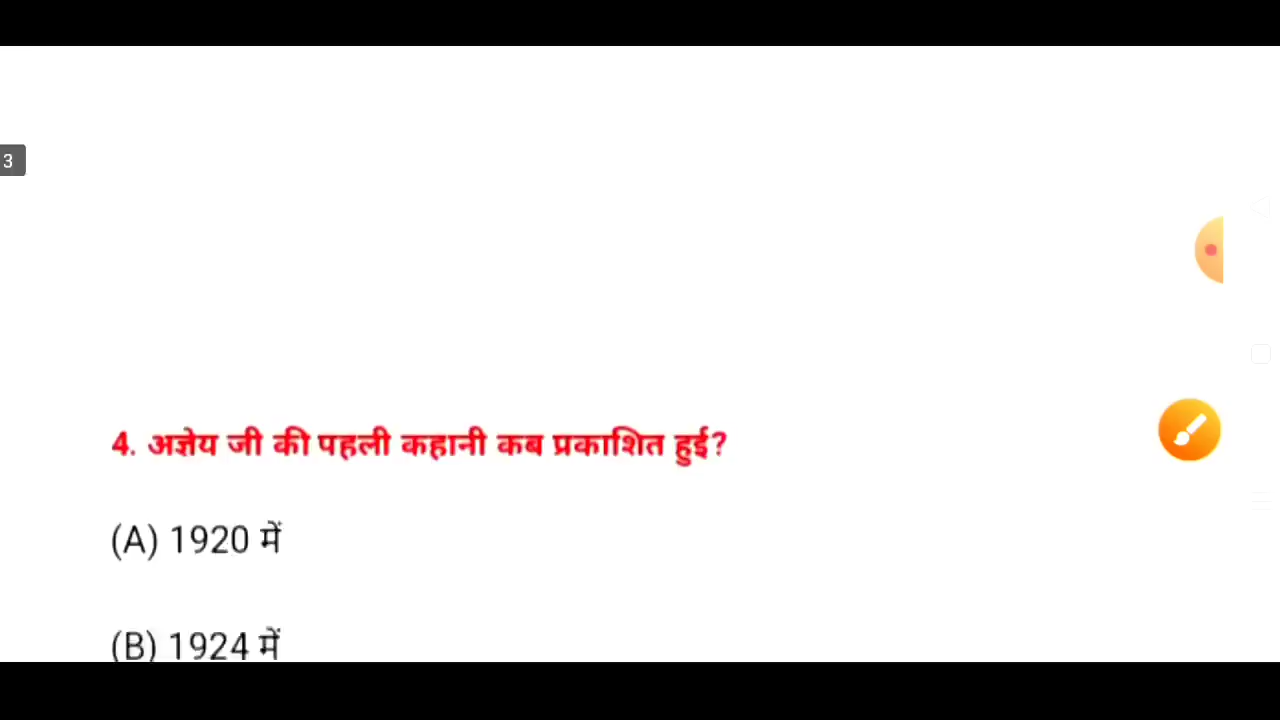 3
4. अज्ञेय जी की पहली कहानी कब प्रकाशित हुई?
(A) 1920 में
(B) 1924 में